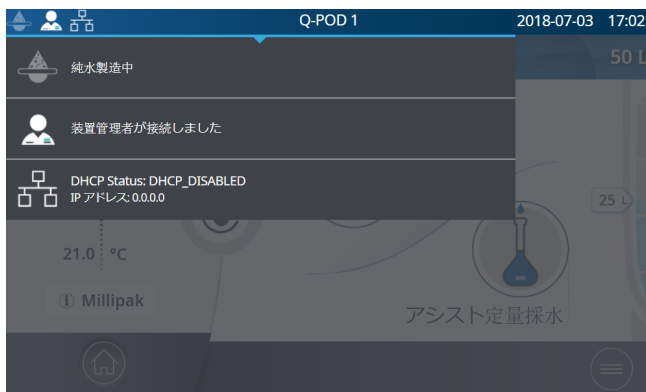 Q-POD 1
2018-07-03 17:02
50 L
純水製造中
装置管理者が接続しました
DHCP Status: DHCP_DISABLED
IP アドレス: 0.0.0.0
25 L
21.0 °C
i Millipak
アシスト定量採水